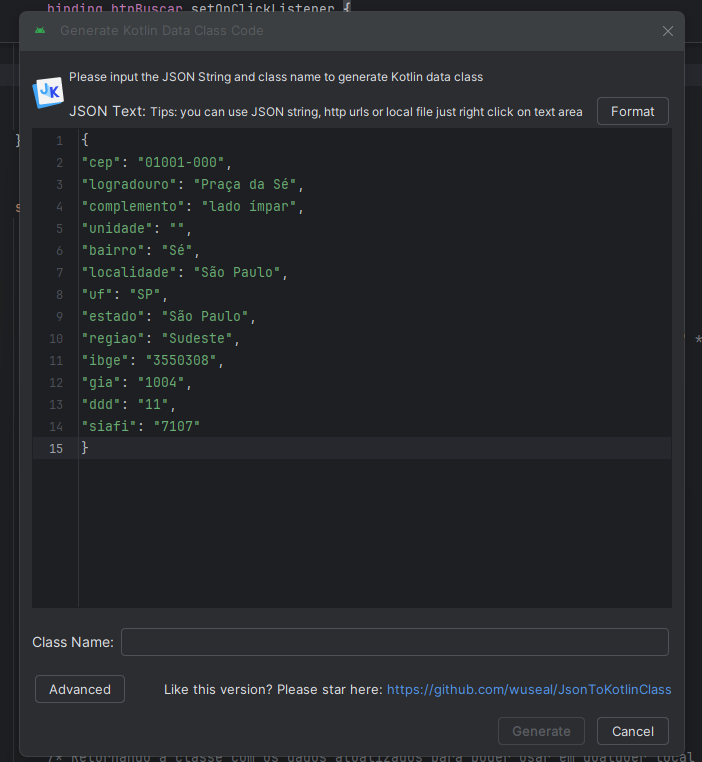 binding.btnBuscar.setOnClickListener {
Generate Kotlin Data Class Code
Please input the JSON String and class name to generate Kotlin data class
JSON Text: Tips: you can use JSON string, http urls or local file just right click on text area
Format
1 {
2 "cep": "01001-000",
3 "logradouro": "Praça da Sé",
4 "complemento": "lado ímpar",
5 "unidade": "",
6 "bairro": "Sé",
7 "localidade": "São Paulo",
8 "uf": "SP",
9 "estado": "São Paulo",
10 "regiao": "Sudeste",
11 "ibge": "3550308",
12 "gia": "1004",
13 "ddd": "11",
14 "siafi": "7107"
15 }
Class Name:
Advanced
Like this version? Please star here: https://github.com/wuseal/JsonToKotlinClass
Generate
Cancel
/* Retornando a classe com os dados atualizados para poder usar em qualquer local